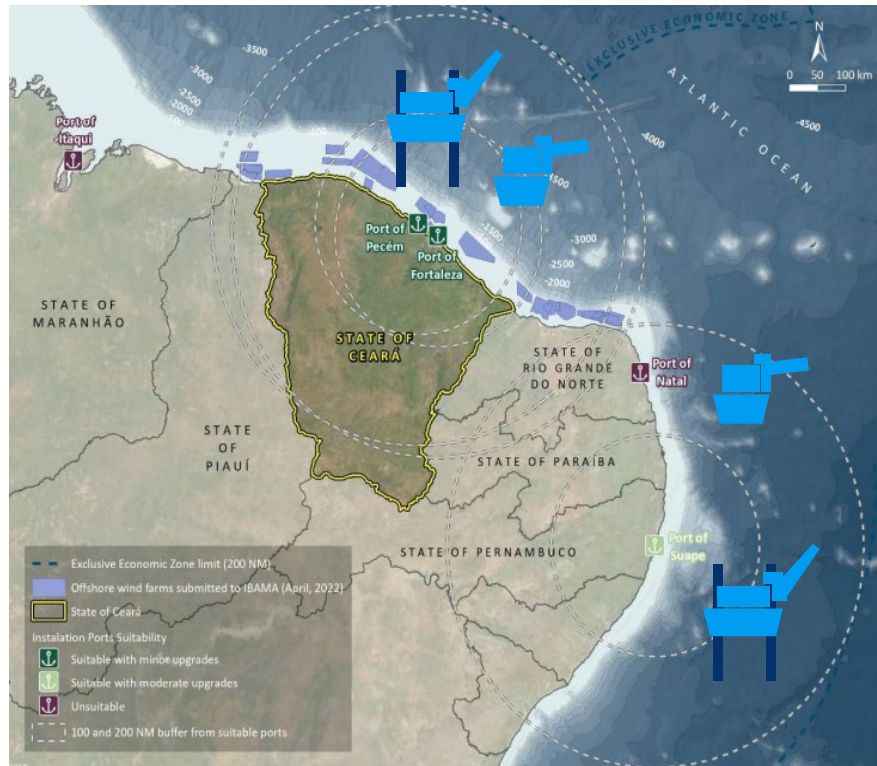 EXCLUSIVE ECONOMIC ZONE
N
0 50 100 km
ATLANTIC OCEAN
-3500
-3000
-2500
-2000
-100
-100
-4000
-4500
-4500
-1500
-100
-3000
-2500
-2000
Port of
Itaqui
Port of
Pecém
Port of
Fortaleza
STATE OF
MARANHÃO
STATE OF
CEARÁ
STATE OF
RIO GRANDE
DO NORTE
Port of
Natal
STATE
OF
PIAUÍ
STATE OF PARAÍBA
STATE OF PERNAMBUCO
Port of
Suape
Exclusive Economic Zone limit (200 NM)
Offshore wind farms submitted to IBAMA (April, 2022)
State of Ceará
Instalation Ports Suitability
Suitable with minor upgrades
Suitable with moderate upgrades
Unsuitable
100 and 200 NM buffer from suitable ports